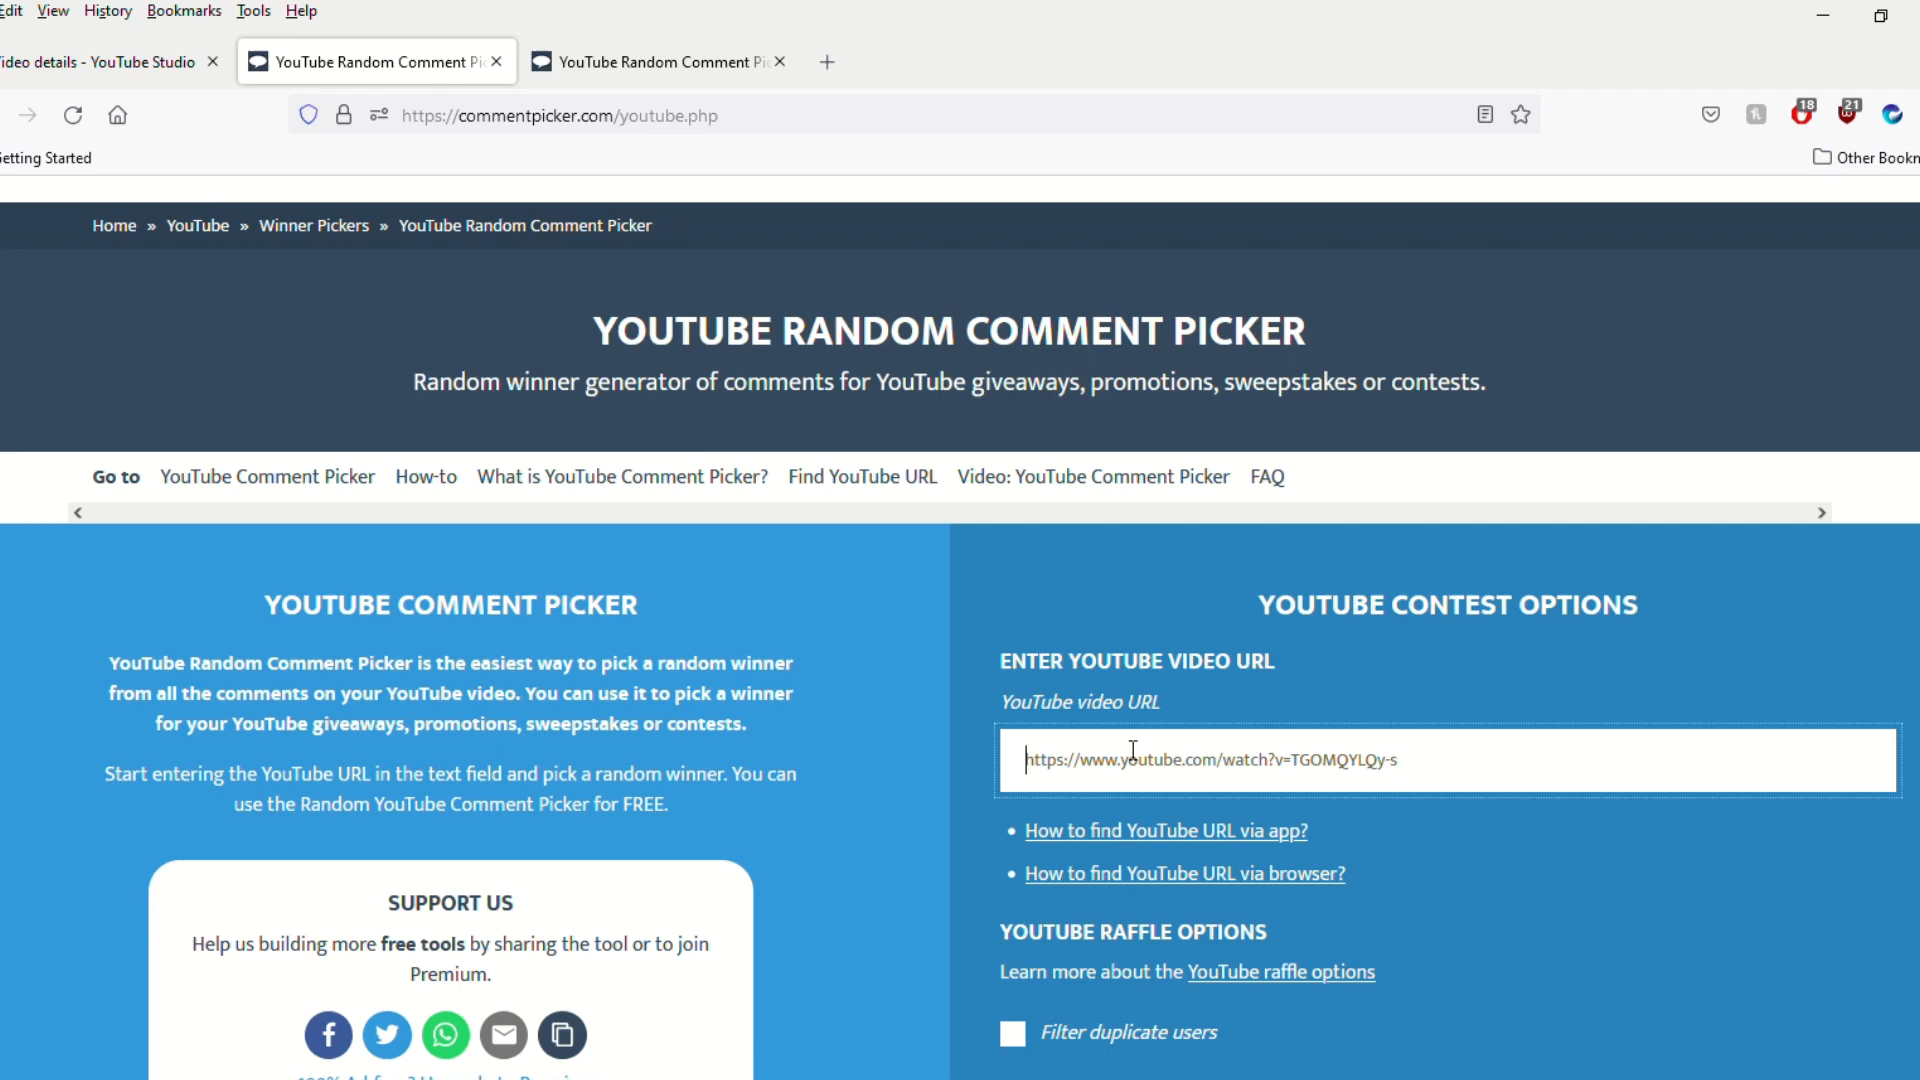 Edit View History Bookmarks Tools Help
ideo details - YouTube Studio YouTube Random Comment Pi YouTube Random Comment Pic
https://commentpicker.com/youtube.php 18 21
Getting Started Other Bookn
Home » YouTube » Winner Pickers » YouTube Random Comment Picker
YOUTUBE RANDOM COMMENT PICKER
Random winner generator of comments for YouTube giveaways, promotions, sweepstakes or contests.
Go to YouTube Comment Picker How-to What is YouTube Comment Picker? Find YouTube URL Video: YouTube Comment Picker FAQ
YOUTUBE COMMENT PICKER
YouTube Random Comment Picker is the easiest way to pick a random winner
from all the comments on your YouTube video. You can use it to pick a winner
for your YouTube giveaways, promotions, sweepstakes or contests.
Start entering the YouTube URL in the text field and pick a random winner. You can
use the Random YouTube Comment Picker for FREE.
SUPPORT US
Help us building more free tools by sharing the tool or to join
Premium.
YOUTUBE CONTEST OPTIONS
ENTER YOUTUBE VIDEO URL
YouTube video URL
https://www.youtube.com/watch?v=TGOMQYLQy-s
• How to find YouTube URL via app?
• How to find YouTube URL via browser?
YOUTUBE RAFFLE OPTIONS
Learn more about the YouTube raffle options
Filter duplicate users